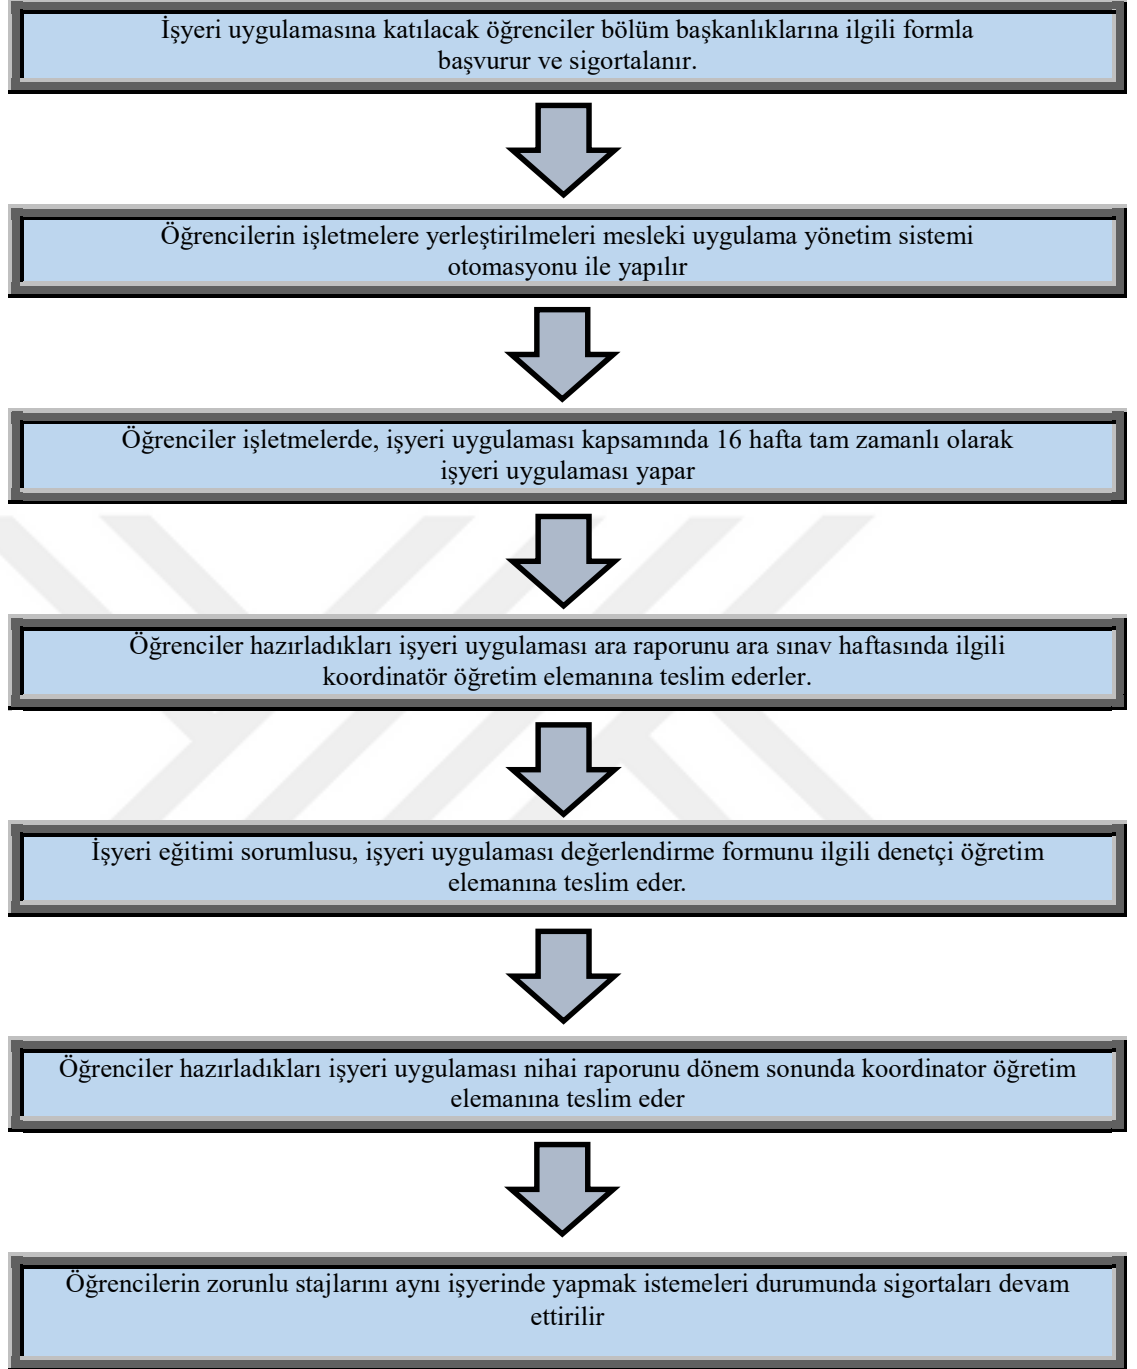 İşyeri uygulamasına katılacak öğrenciler bölüm başkanlıklarına ilgili formla
başvurur ve sigortalanır.
Öğrencilerin işletmelere yerleştirilmeleri mesleki uygulama yönetim sistemi
otomasyonu ile yapılır
Öğrenciler işletmelerde, işyeri uygulaması kapsamında 16 hafta tam zamanlı olarak
işyeri uygulaması yapar
Öğrenciler hazırladıkları işyeri uygulaması ara raporunu ara sınav haftasında ilgili
koordinatör öğretim elemanına teslim ederler.
İşyeri eğitimi sorumlusu, işyeri uygulaması değerlendirme formunu ilgili denetçi öğretim
elemanına teslim eder.
Öğrenciler hazırladıkları işyeri uygulaması nihai raporunu dönem sonunda koordinator öğretim
elemanına teslim eder
Öğrencilerin zorunlu stajlarını aynı işyerinde yapmak istemeleri durumunda sigortaları devam
ettirilir